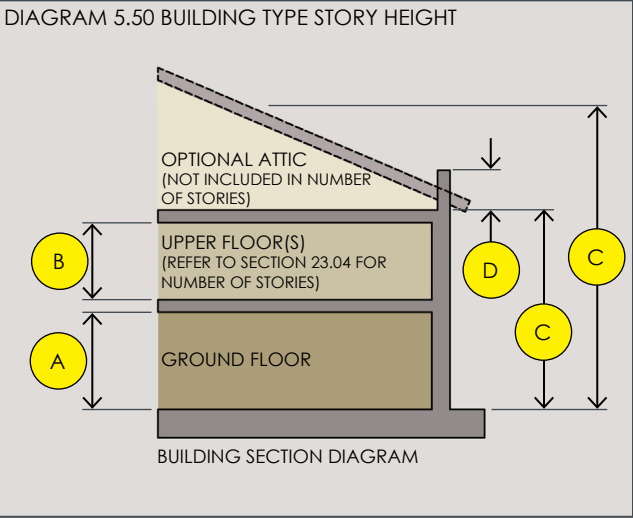 DIAGRAM 5.50 BUILDING TYPE STORY HEIGHT
OPTIONAL ATTIC
(NOT INCLUDED IN NUMBER
OF STORIES)
UPPER FLOOR(S)
(REFER TO SECTION 23.04 FOR
NUMBER OF STORIES)
B
D
C
C
A
GROUND FLOOR
BUILDING SECTION DIAGRAM